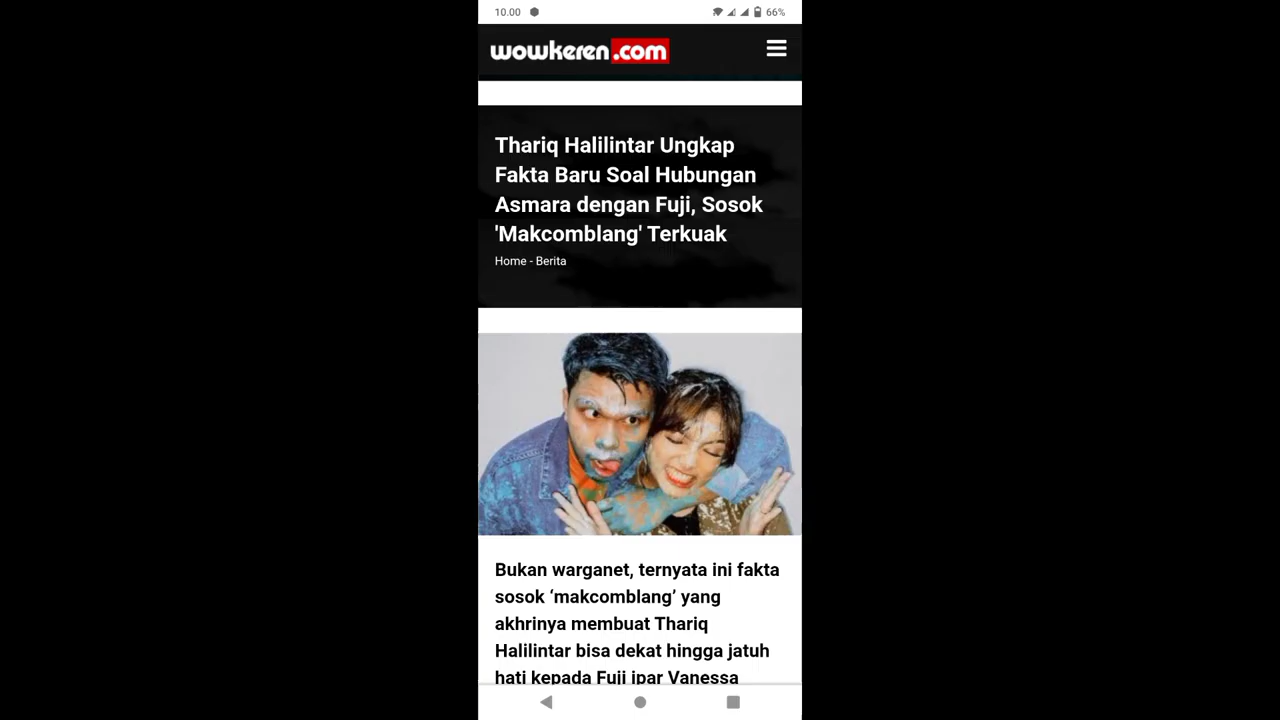 10.00
66%
wowkeren.com
Thariq Halilintar Ungkap
Fakta Baru Soal Hubungan
Asmara dengan Fuji, Sosok
'Makcomblang' Terkuak
Home - Berita
Bukan warganet, ternyata ini fakta
sosok ‘makcomblang’ yang
akhrinya membuat Thariq
Halilintar bisa dekat hingga jatuh
hati kepada Fuji ipar Vanessa